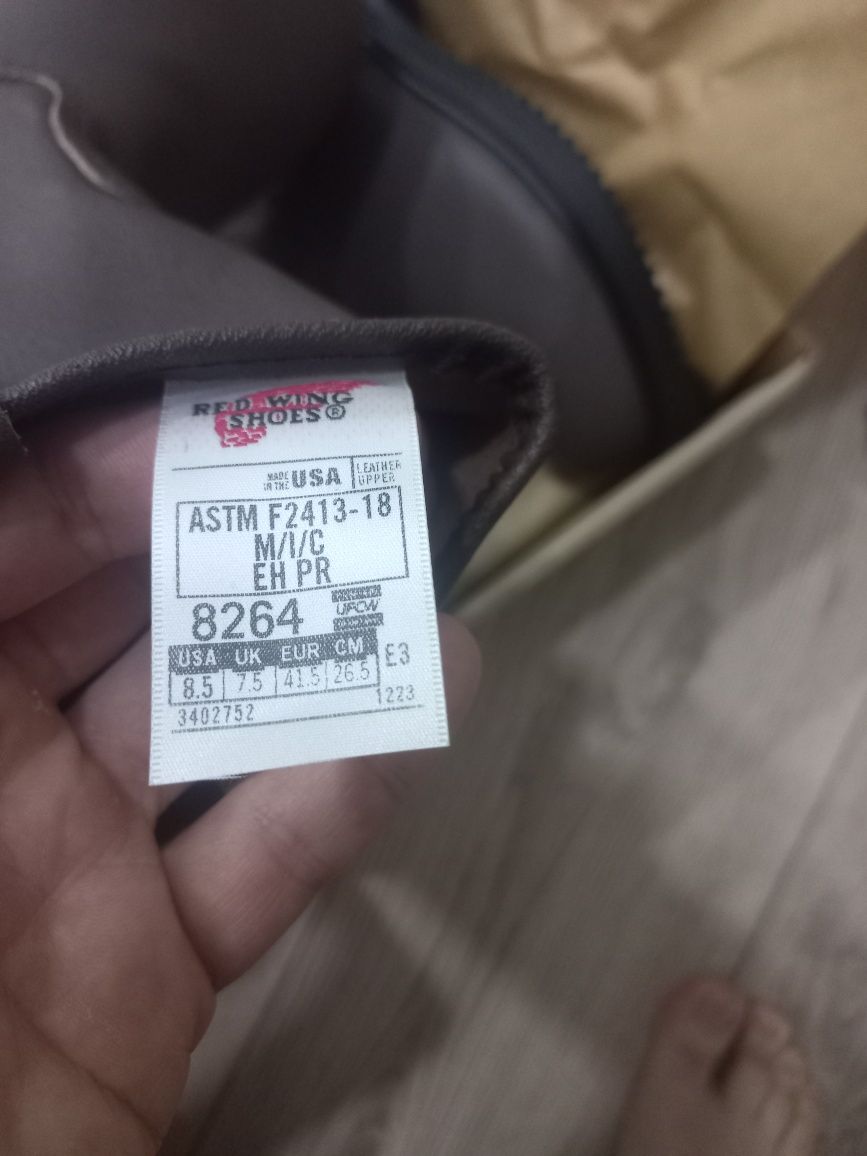 RED WING
SHOES®
MADE IN THE USA LEATHER UPPER
ASTM F2413-18
M/I/C
EH PR
8264 UFCW
USA UK EUR CM E3
8.5 7.5 41.5 26.5
3402752 1223